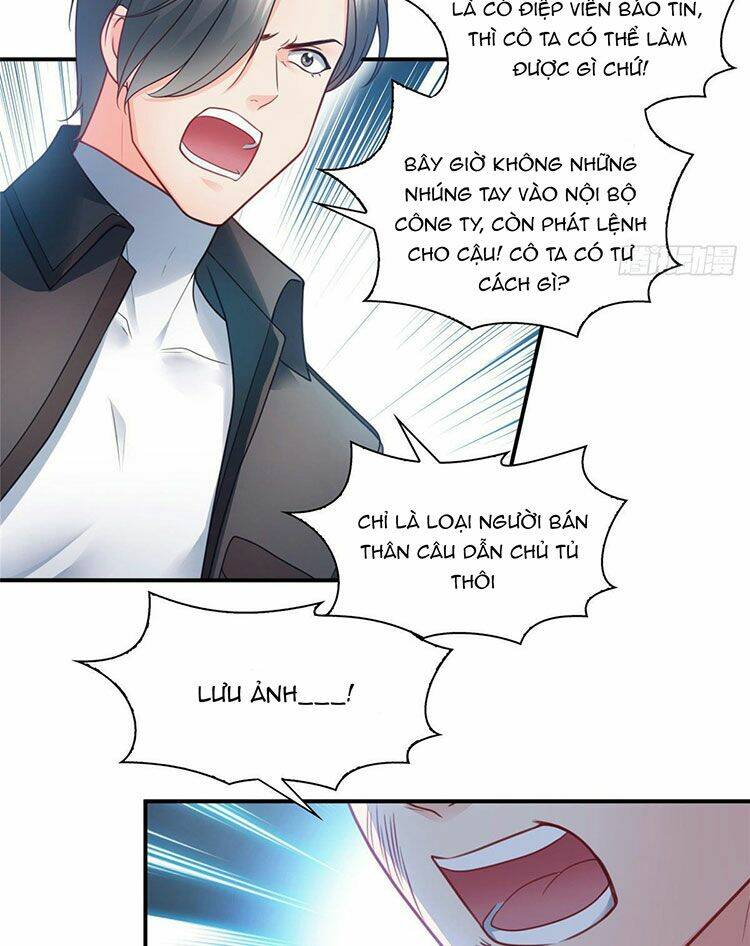 LÀ CÓ ĐIỆP VIÊN BÁO TIN,
THÌ CÔ TA CÓ THỂ LÀM
ĐƯỢC GÌ CHỨ!
BÂY GIỜ KHÔNG NHỮNG
NHÚNG TAY VÀO NỘI BỘ
CÔNG TY, CÒN PHÁT LỆNH
CHO CẬU! CÔ TA CÓ TƯ
CÁCH GÌ?
CHỈ LÀ LOẠI NGƯỜI BÁN
THÂN CÂU DẪN CHỦ TỬ
THÔI
LƯU ẢNH___!